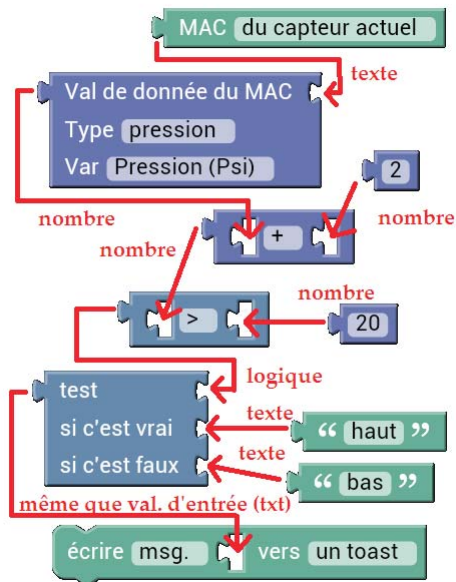 MAC du capteur actuel
texte
Val de donnée du MAC
Type pression
Var Pression (Psi)
2
nombre
nombre
nombre
+
nombre
>
20
logique
test
texte
si c'est vrai
“ haut ”
texte
si c'est faux
“ bas ”
même que val. d'entrée (txt)
écrire msg. vers un toast